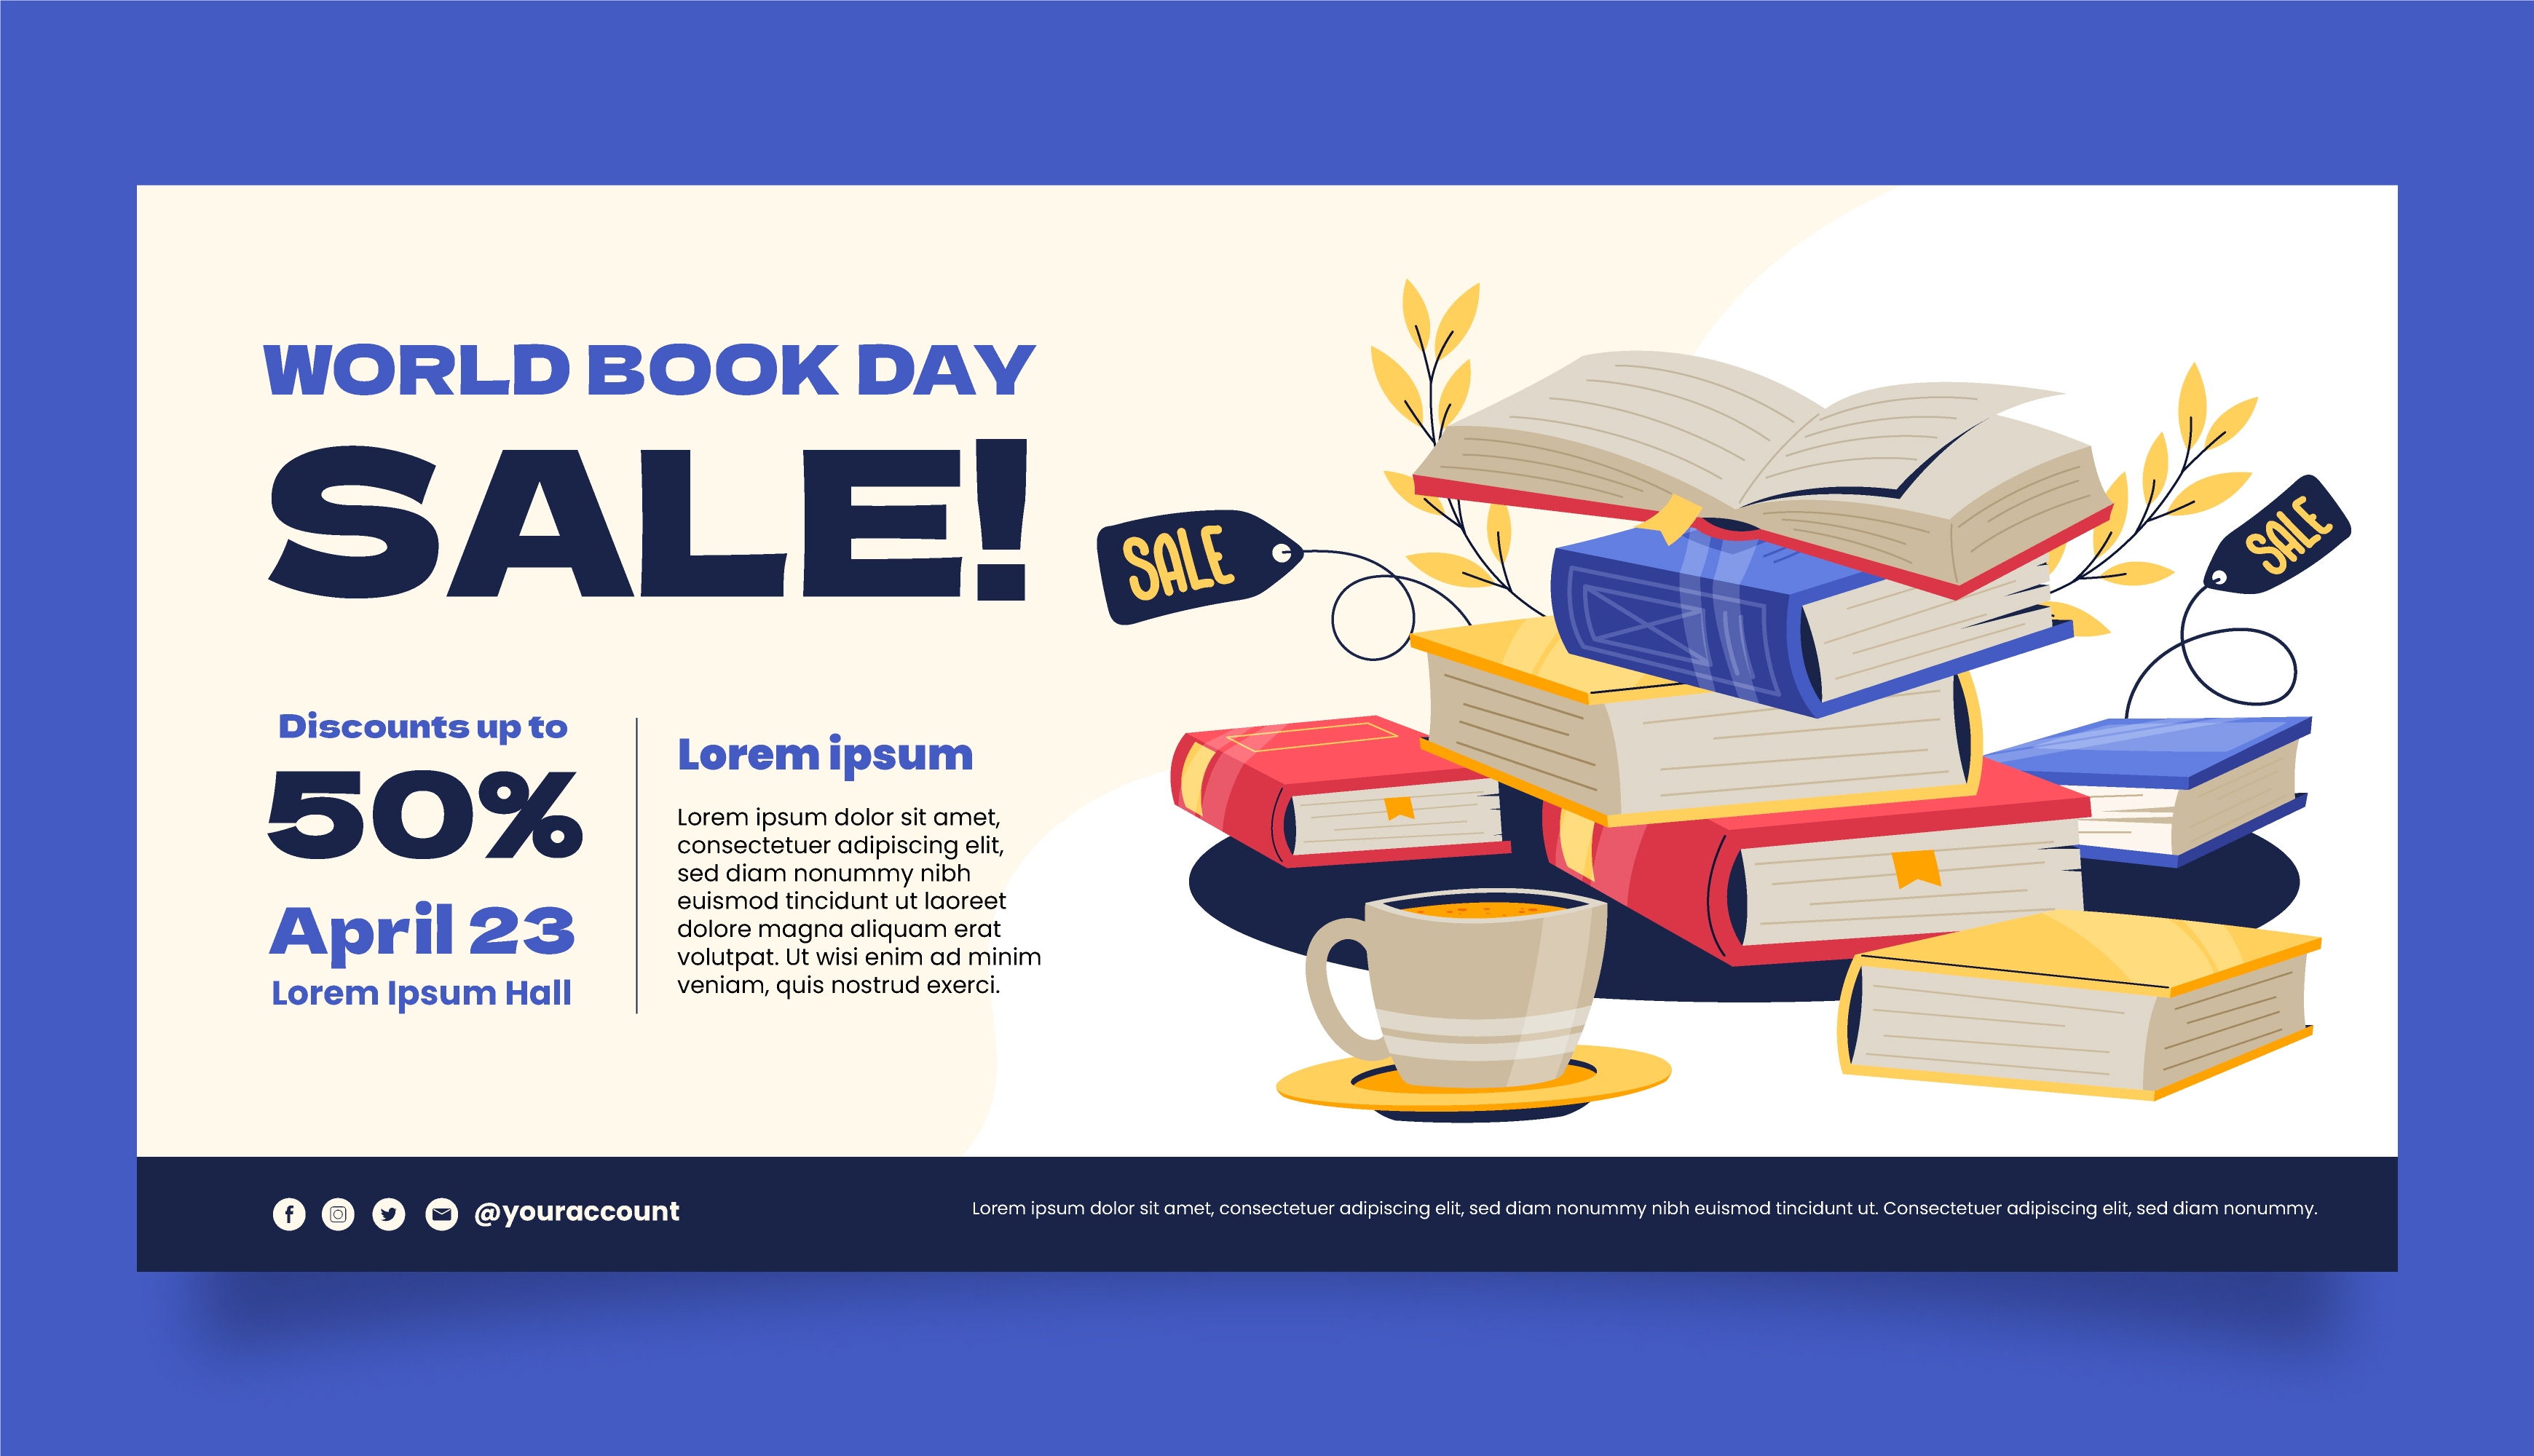 WORLD BOOK DAY
SALE!
Discounts up to
50%
April 23
Lorem Ipsum Hall
Lorem ipsum
Lorem ipsum dolor sit amet,
consectetuer adipiscing elit,
sed diam nonummy nibh
euismod tincidunt ut laoreet
dolore magna aliquam erat
volutpat. Ut wisi enim ad minim
veniam, quis nostrud exerci.
SALE
SALE
@youraccount
Lorem ipsum dolor sit amet, consectetuer adipiscing elit, sed diam nonummy nibh euismod tincidunt ut. Consectetuer adipiscing elit, sed diam nonummy.